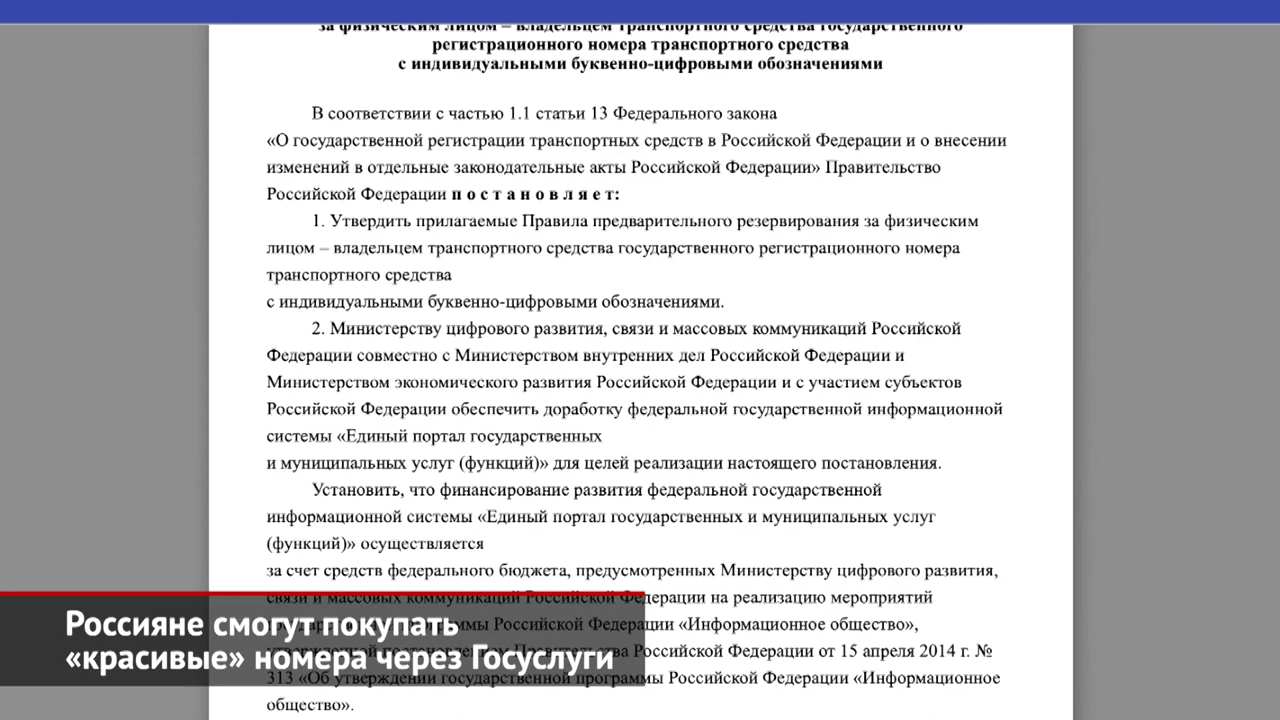 за физическим лицом – владельцем транспортного средства государственного
регистрационного номера транспортного средства
с индивидуальными буквенно-цифровыми обозначениями
В соответствии с частью 1.1 статьи 13 Федерального закона
«О государственной регистрации транспортных средств в Российской Федерации и о внесении
изменений в отдельные законодательные акты Российской Федерации» Правительство
Российской Федерации п о с т а н о в л я е т:
1. Утвердить прилагаемые Правила предварительного резервирования за физическим
лицом – владельцем транспортного средства государственного регистрационного номера
транспортного средства
с индивидуальными буквенно-цифровыми обозначениями.
2. Министерству цифрового развития, связи и массовых коммуникаций Российской
Федерации совместно с Министерством внутренних дел Российской Федерации и
Министерством экономического развития Российской Федерации и с участием субъектов
Российской Федерации обеспечить доработку федеральной государственной информационной
системы «Единый портал государственных
и муниципальных услуг (функций)» для целей реализации настоящего постановления.
Установить, что финансирование развития федеральной государственной
информационной системы «Единый портал государственных и муниципальных услуг
(функций)» осуществляется
за счет средств федерального бюджета, предусмотренных Министерству цифрового развития,
связи и массовых коммуникаций Российской Федерации на реализацию мероприятий
программы Российской Федерации «Информационное общество»,
утвержденной постановлением Правительства Российской Федерации от 15 апреля 2014 г. №
313 «Об утверждении государственной программы Российской Федерации «Информационное
общество».
Россияне смогут покупать
«красивые» номера через Госуслуги